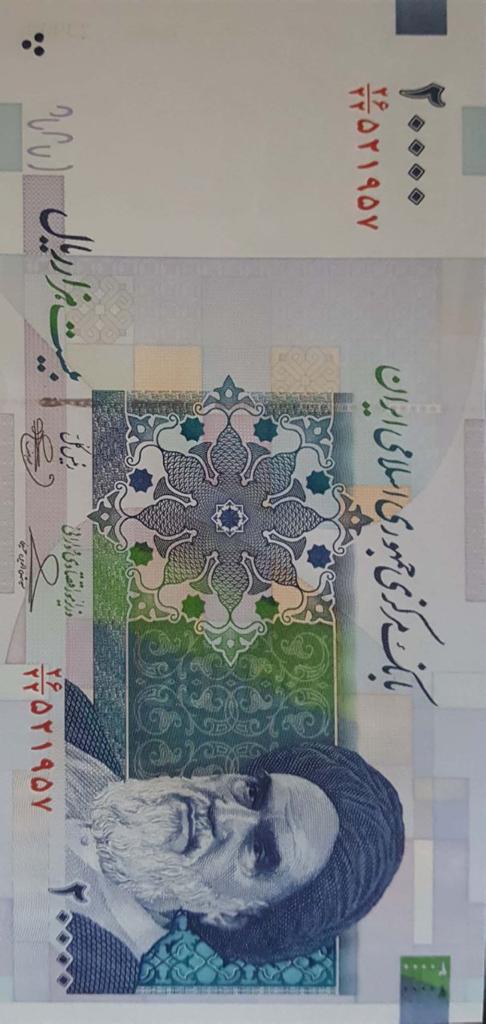 ۲۰۰۰۰
۲۶/۲۲ ۵۲۱۹۵۷
بانک مرکزی جمهوری اسلامی ایران
۲۰۰۰۰
بیست هزار ریال
رئیس کل
وزیر امور اقتصادی و دارائی
۲۶/۲۲ ۵۲۱۹۵۷
۲۰۰۰۰